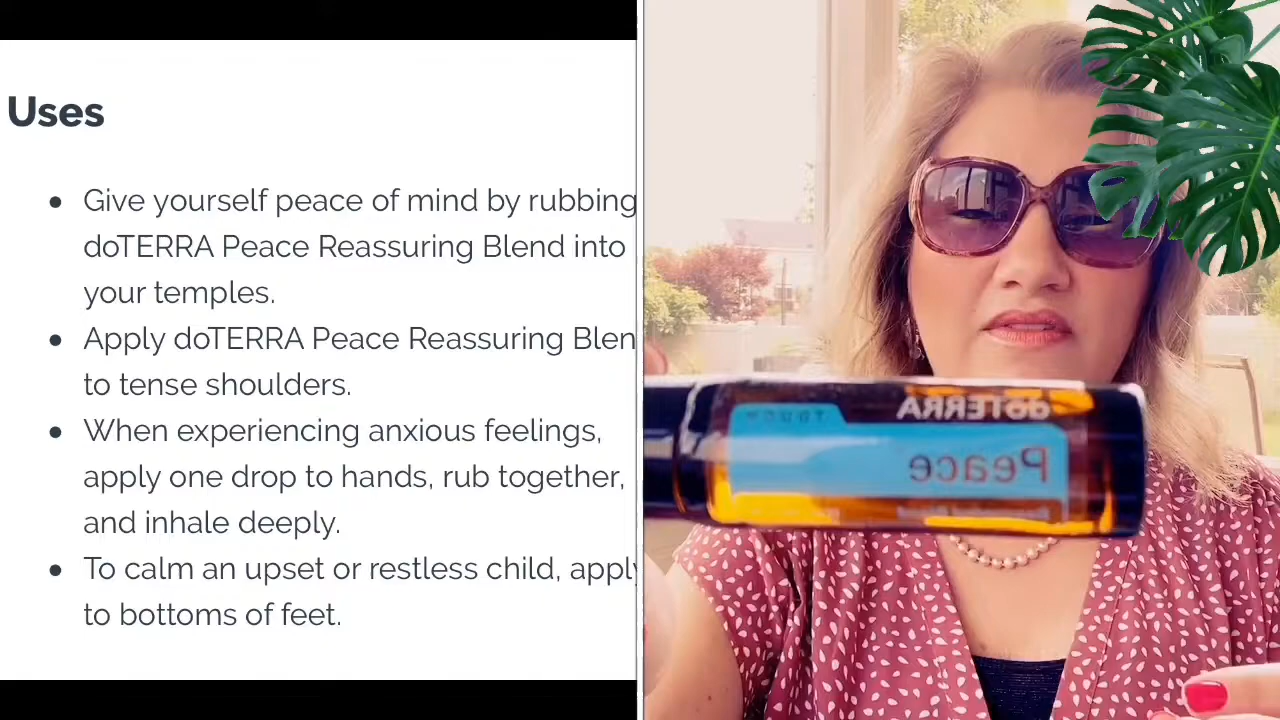 Uses
Give yourself peace of mind by rubbing
doTERRA Peace Reassuring Blend into
your temples.
Apply doTERRA Peace Reassuring Blen
to tense shoulders.
When experiencing anxious feelings,
apply one drop to hands, rub together,
and inhale deeply.
To calm an upset or restless child, apply
to bottoms of feet.
doTERRA
TOUCH
Peace